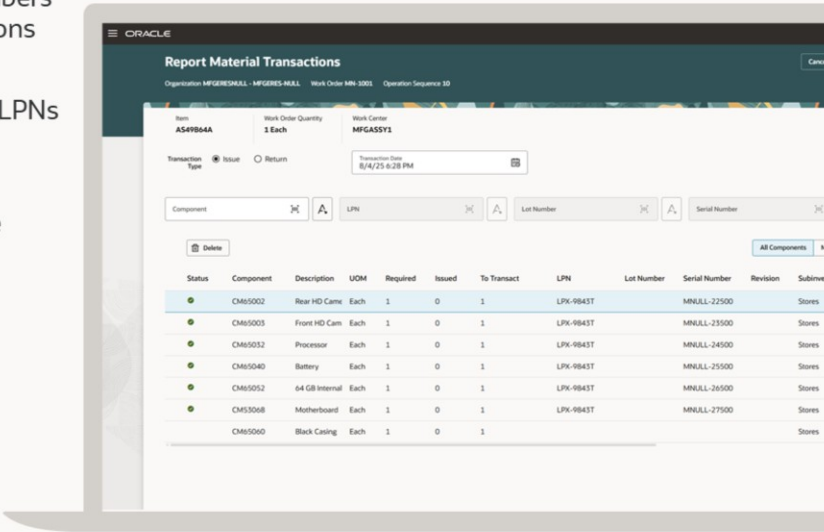 LPNs
ORACLE
Report Material Transactions
Organization MFGERESNULL - MFGERES-NULL Work Order MN-1001 Operation Sequence 10
Item
AS49864A
Work Order Quantity
1 Each
Work Center
MFGASSY1
Transaction Type Issue Return
Transaction Date
8/4/25 6:28 PM
Component LPN Lot Number Serial Number
Delete
All Components
Status Component Description UOM Required Issued To Transact LPN Lot Number Serial Number Revision
CM65002 Rear HD Came Each 1 0 1 LPX-9843T MNULL-22500 Stores
CM65003 Front HD Cam Each 1 0 1 LPX-9843T MNULL-23500 Stores
CM65032 Processor Each 1 0 1 LPX-9843T MNULL-24500 Stores
CM65040 Battery Each 1 0 1 LPX-9843T MNULL-25500 Stores
CM65052 64 GB Internal Each 1 0 1 LPX-9843T MNULL-26500 Stores
CM53068 Motherboard Each 1 0 1 LPX-9843T MNULL-27500 Stores
CM65060 Black Casing Each 1 0 1 Stores